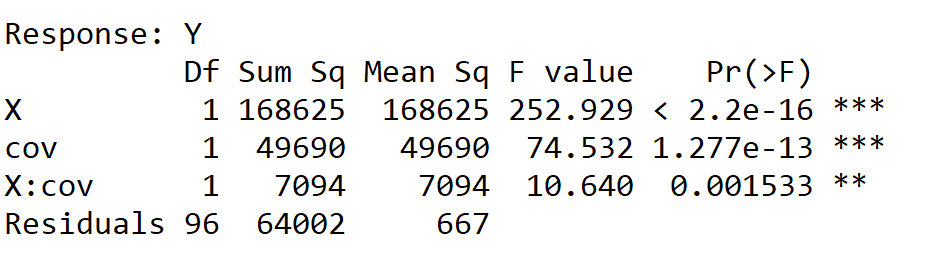 Response: Y
Df Sum Sq Mean Sq F value Pr(>F)
X 1 168625 168625 252.929 < 2.2e-16 ***
cov 1 49690 49690 74.532 1.277e-13 ***
X:cov 1 7094 7094 10.640 0.001533 **
Residuals 96 64002 667